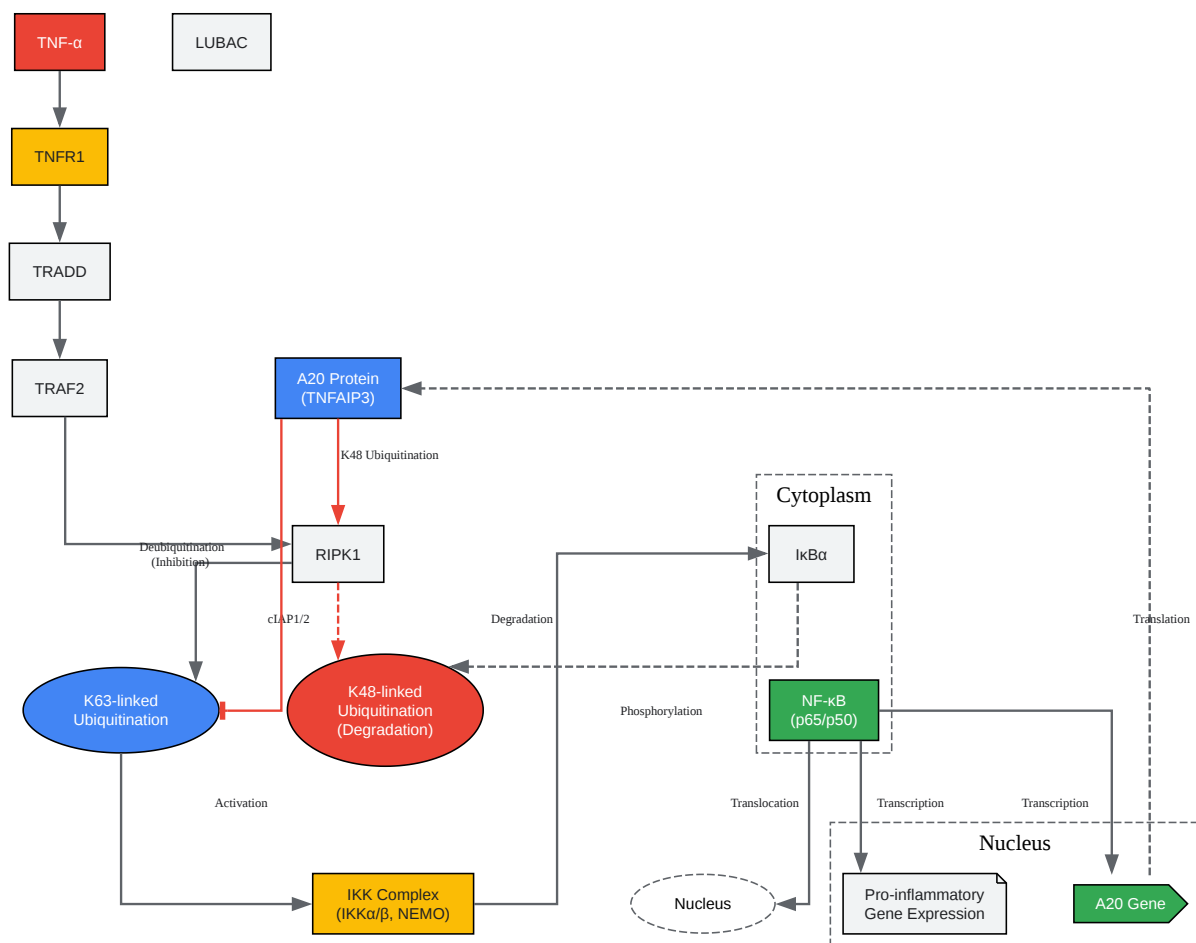 TNF-α
LUBAC
TNFR1
TRADD
TRAF2
A20 Protein
(TNFAIP3)
K48 Ubiquitination
Cytoplasm
Deubiquitination
(Inhibition)
RIPK1
IκBα
cIAP1/2
Degradation
Translation
K63-linked
Ubiquitination
K48-linked
Ubiquitination
(Degradation)
NF-κB
(p65/p50)
Phosphorylation
Activation
Translocation
Transcription
Transcription
Nucleus
IKK Complex
(IKKα/β, NEMO)
Nucleus
Pro-inflammatory
Gene Expression
A20 Gene